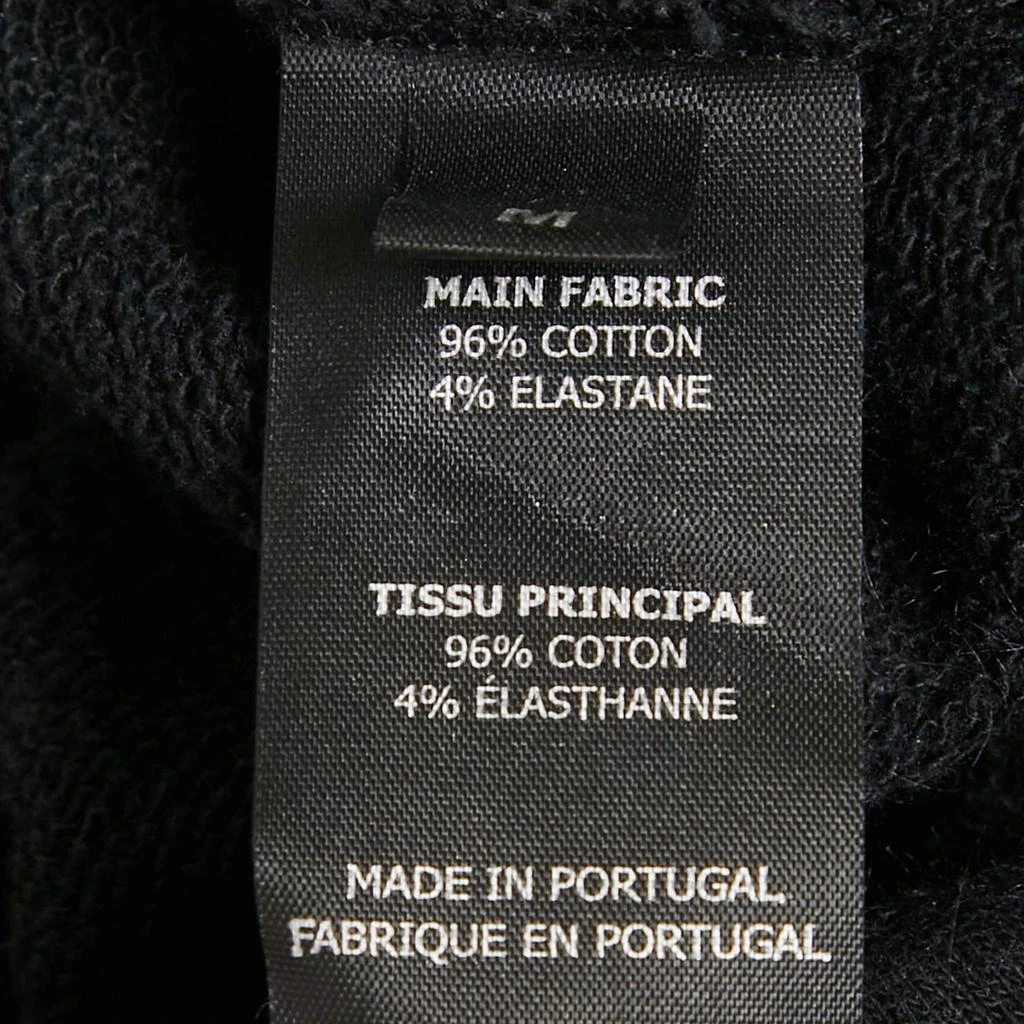 M
MAIN FABRIC
96% COTTON
4% ELASTANE
TISSU PRINCIPAL
96% COTON
4% ÉLASTHANNE
MADE IN PORTUGAL
FABRIQUE EN PORTUGAL